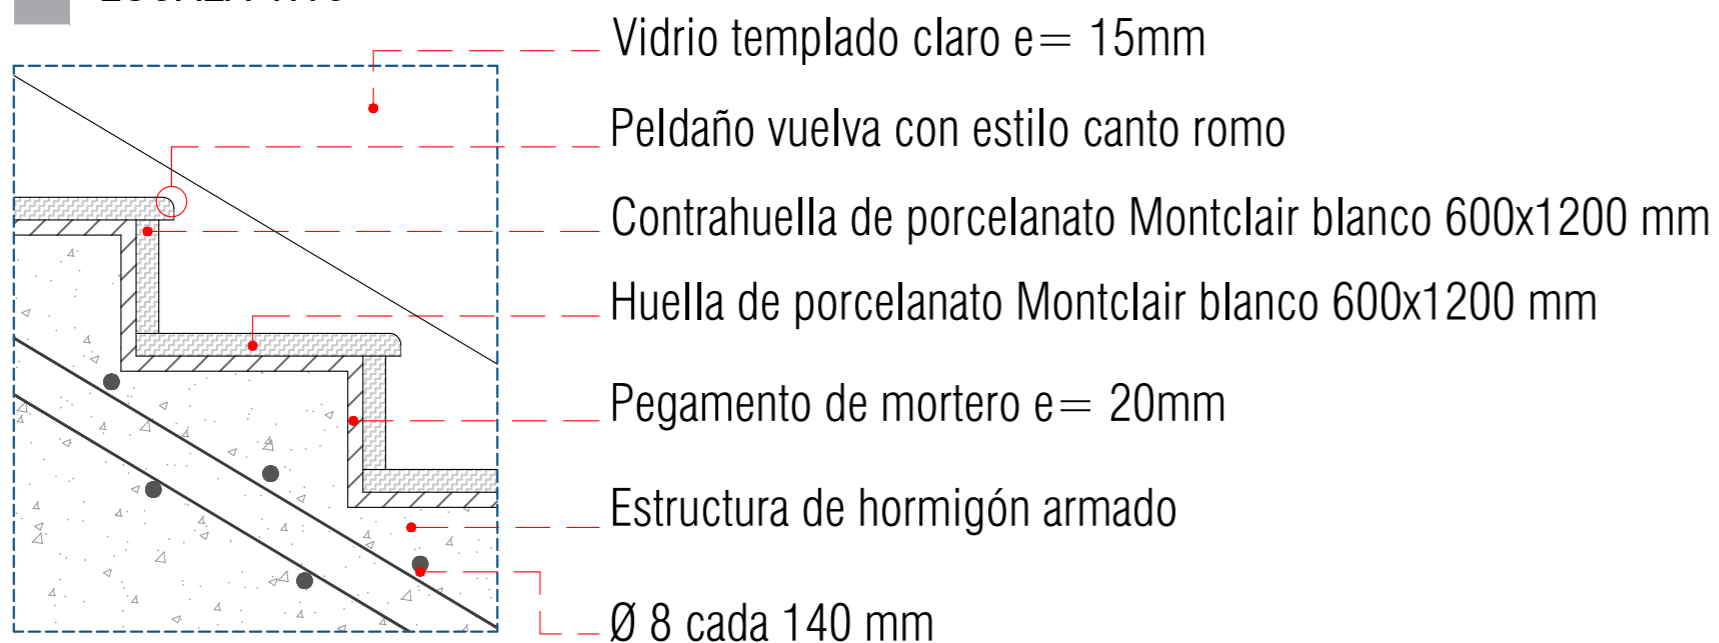 Vidrio templado claro e= 15mm
Peldaño vuelva con estilo canto romo
Contrahuella de porcelanato Montclair blanco 600x1200 mm
Huella de porcelanato Montclair blanco 600x1200 mm
Pegamento de mortero e= 20mm
Estructura de hormigón armado
Ø 8 cada 140 mm